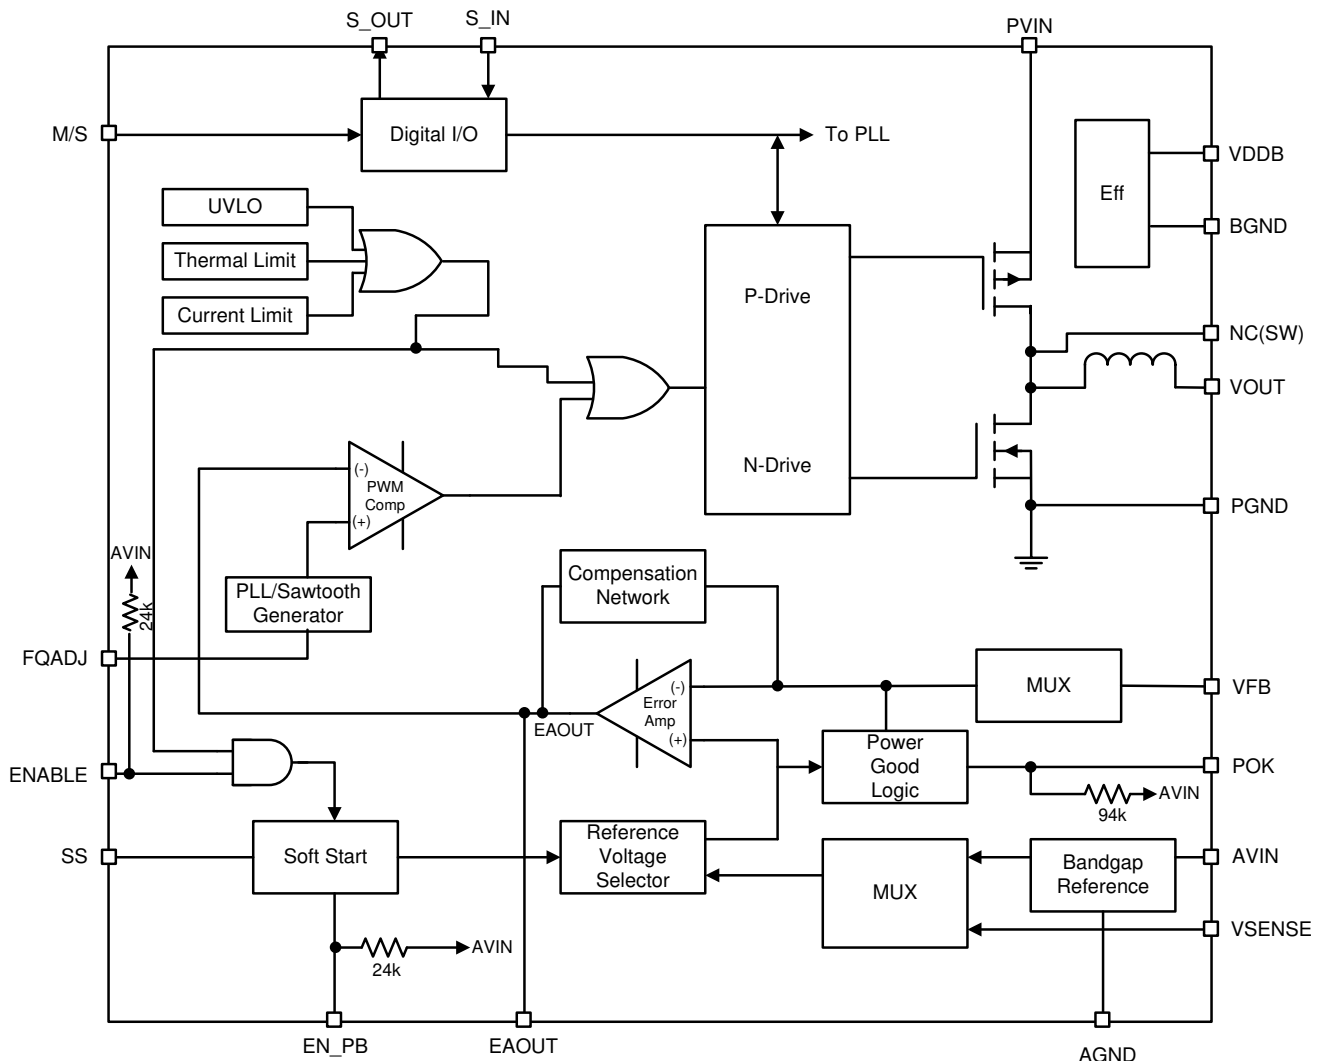 S_OUT
S_IN
PVIN
M/S
Digital I/O
To PLL
VDDB
Eff
UVLO
BGND
Thermal Limit
P-Drive
Current Limit
NC(SW)
VOUT
(-)
PWM
Comp
(+)
N-Drive
PGND
AVIN
24k
PLL/Sawtooth
Generator
Compensation
Network
FQADJ
(-)
Error
Amp
(+)
MUX
VFB
EAOUT
Power
Good
Logic
POK
ENABLE
AVIN
94k
SS
Soft Start
Reference
Voltage
Selector
MUX
Bandgap
Reference
AVIN
VSENSE
AVIN
24k
EN_PB
EAOUT
AGND